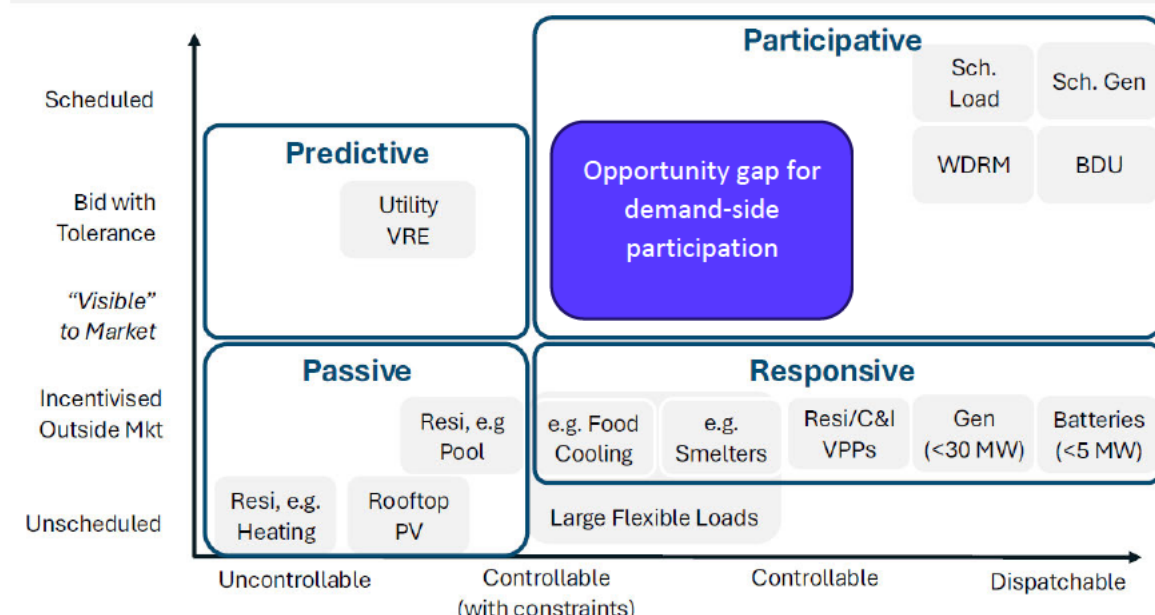 Participative
Scheduled
Sch.
Load
Sch. Gen
Predictive
Opportunity gap for
demand-side
participation
WDRM
BDU
Bid with
Tolerance
Utility
VRE
“Visible”
to Market
Passive
Responsive
Incentivised
Outside Mkt
Resi, e.g
Pool
e.g. Food
Cooling
e.g.
Smelters
Resi/C&I
VPPs
Gen
(<30 MW)
Batteries
(<5 MW)
Unscheduled
Resi, e.g.
Heating
Rooftop
PV
Large Flexible Loads
Uncontrollable
Controllable
(with constraints)
Controllable
Dispatchable